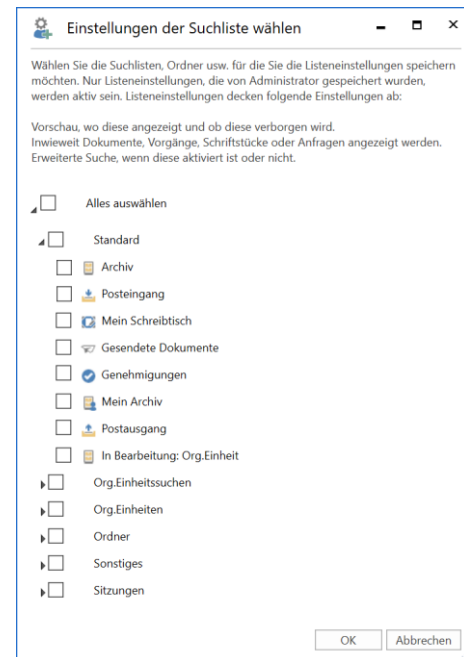 Einstellungen der Suchliste wählen
Wählen Sie die Suchlisten, Ordner usw. für die Sie die Listeneinstellungen speichern
möchten. Nur Listeneinstellungen, die von Administrator gespeichert wurden,
werden aktiv sein. Listeneinstellungen decken folgende Einstellungen ab:
Vorschau, wo diese angezeigt und ob diese verborgen wird.
Inwieweit Dokumente, Vorgänge, Schriftstücke oder Anfragen angezeigt werden.
Erweiterte Suche, wenn diese aktiviert ist oder nicht.
Alles auswählen
Standard
Archiv
Posteingang
Mein Schreibtisch
Gesendete Dokumente
Genehmigungen
Mein Archiv
Postausgang
In Bearbeitung: Org.Einheit
Org.Einheitssuchen
Org.Einheiten
Ordner
Sonstiges
Sitzungen
OK Abbrechen